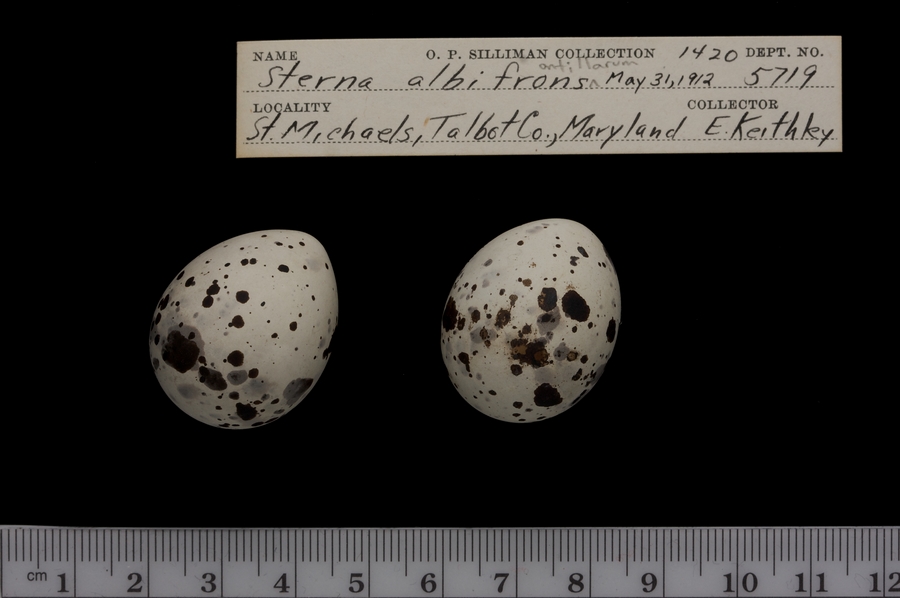 NAME O. P. SILLIMAN COLLECTION 1420 DEPT. NO.
antillarum
Sterna albifrons ^ May 31, 1912 5719
LOCALITY COLLECTOR
St. Michaels, Talbot Co., Maryland E. Keithley
cm 1 2 3 4 5 6 7 8 9 10 11 12